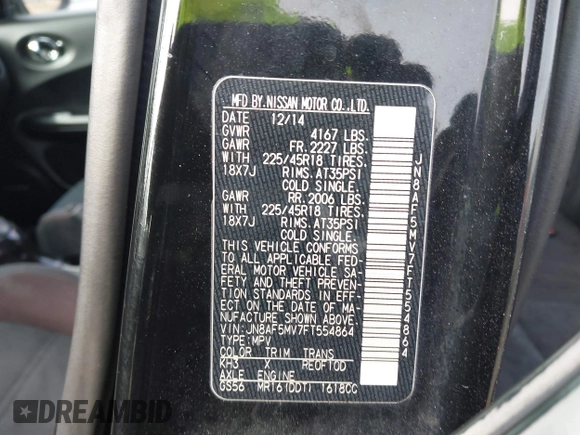 MFD BY.NISSAN MOTOR CO.,LTD.
DATE 12/14
GVWR 4167 LBS.
GAWR FR. 2227 LBS.
WITH 225/45R18 TIRES.
18X7J RIMS. AT35PSI
COLD SINGLE.
GAWR RR. 2006 LBS.
WITH 225/45R18 TIRES.
18X7J RIMS. AT35PSI
COLD SINGLE.
THIS VEHICLE CONFORMS
TO ALL APPLICABLE FED-
ERAL MOTOR VEHICLE SA-
FETY AND THEFT PREVEN-
TION STANDARDS IN EFF-
ECT ON THE DATE OF MA-
NUFACTURE SHOWN ABOVE.
VIN: JN8AF5MV7FT554864
TYPE: MPV
COLOR TRIM TRANS
KH3 X RE0F10D
AXLE ENGINE
GS56 MR16(DDT) 1618CC
JN8AF5MV7FT554864
DREAMBID